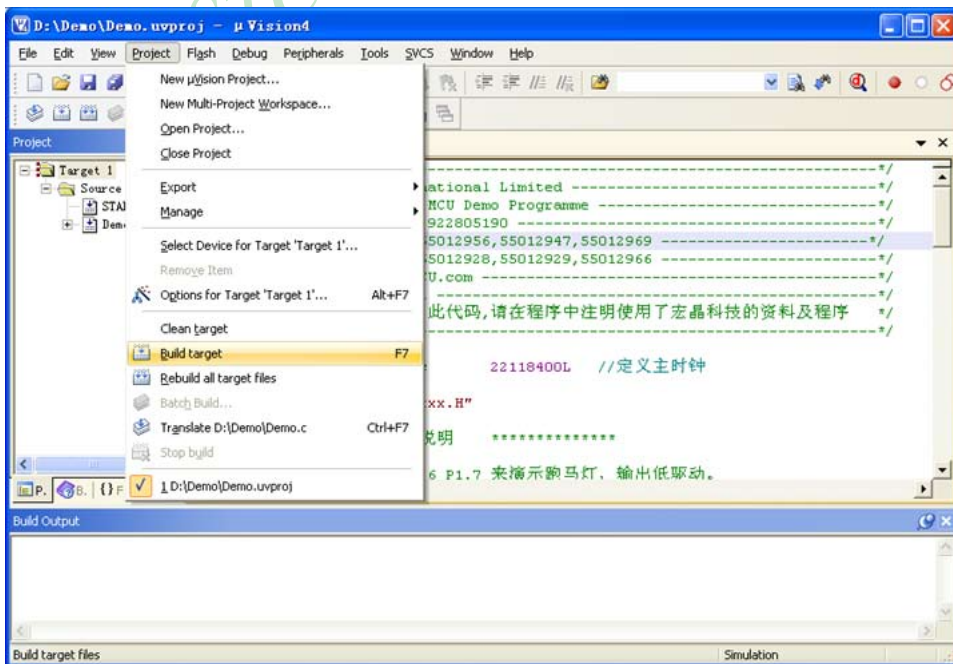 D:\Demo\Demo.uvproj - µVision4
File Edit View Project Flash Debug Peripherals Tools SVCS Window Help
Project
New µVision Project...
New Multi-Project Workspace...
Open Project...
Close Project
Export
Manage
Select Device for Target 'Target 1'...
Remove Item
Options for Target 'Target 1'... Alt+F7
Clean target
Build target F7
Rebuild all target files
Batch Build...
Translate D:\Demo\Demo.c Ctrl+F7
Stop build
1 D:\Demo\Demo.uvproj
Target 1
Source
STA
Dem
--------------------*/
ational Limited --------------------*/
MCU Demo Programme --------------------*/
922805190 --------------------*/
55012956,55012947,55012969 --------------------*/
55012928,55012929,55012966 --------------------*/
U.com --------------------*/
--------------------*/
此代码,请在程序中注明使用了宏晶科技的资料及程序 */
--------------------*/
22118400L //定义主时钟
xx.H"
说明 **************
6 P1.7 来演示跑马灯, 输出低驱动。
P. B. {} F
Build Output
Build target files Simulation